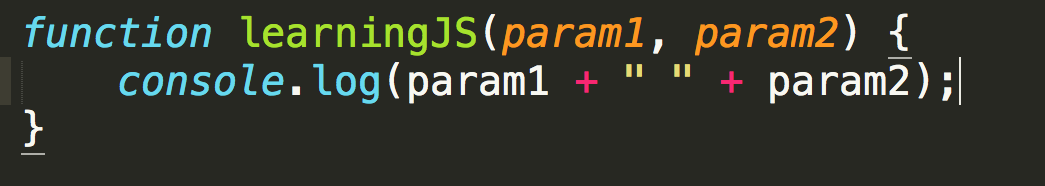 function learningJS(param1, param2) {
    console.log(param1 + " " + param2);
}